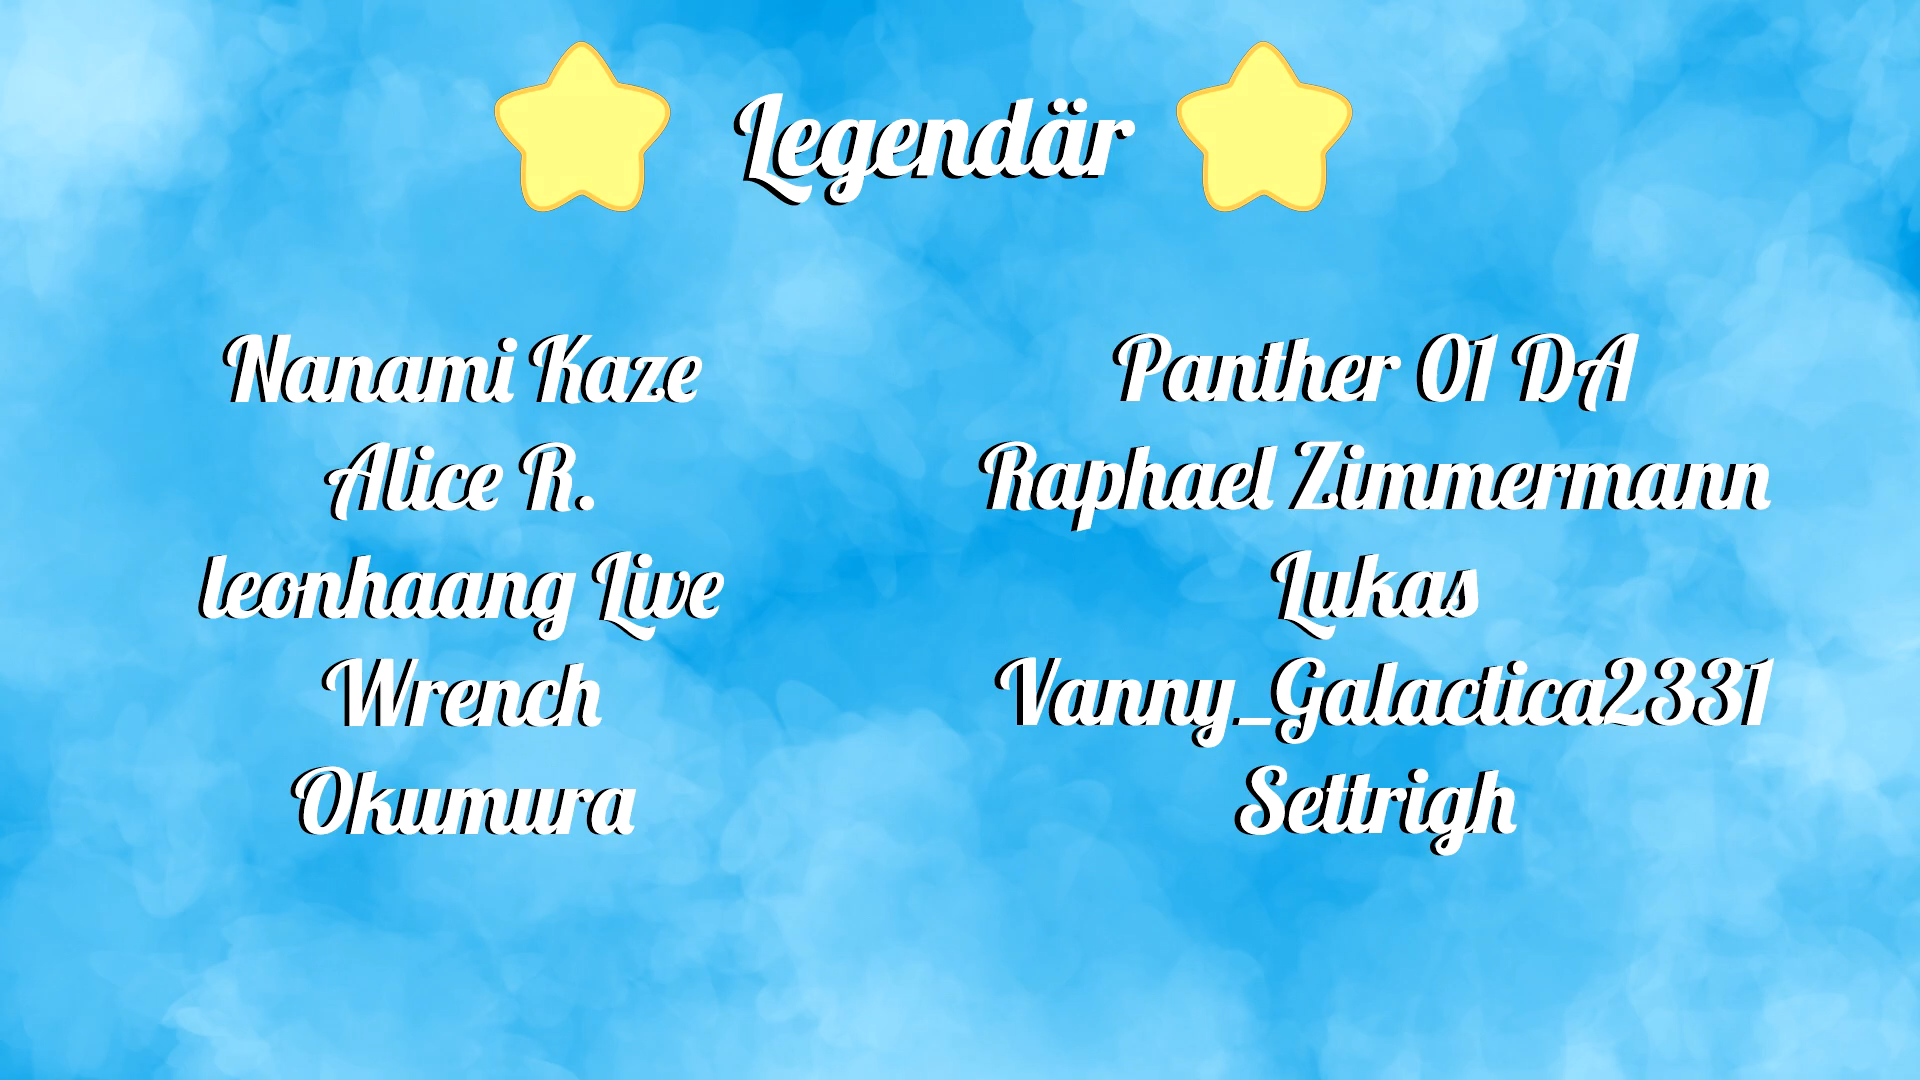 Legendär
Nanami Kaze
Alice R.
leonhaang Live
Wrench
Okumura
Panther 01 DA
Raphael Zimmermann
Lukas
Vanny_Galactica2331
Settrigh